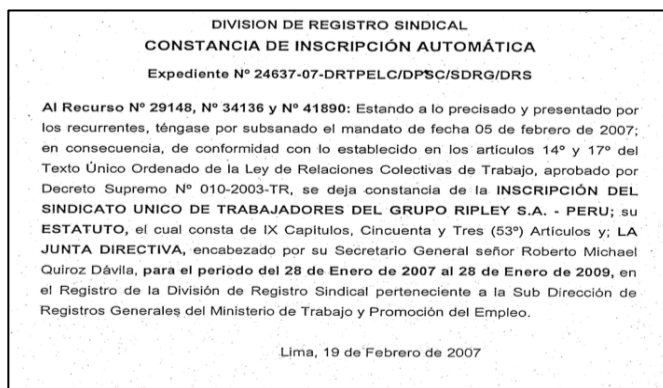 DIVISION DE REGISTRO SINDICAL
CONSTANCIA DE INSCRIPCIÓN AUTOMÁTICA
Expediente Nº 24637-07-DRTPELC/DPSC/SDRG/DRS
Al Recurso Nº 29148, Nº 34136 y Nº 41890: Estando a lo precisado y presentado por
los recurrentes, téngase por subsanado el mandato de fecha 05 de febrero de 2007;
en consecuencia, de conformidad con lo establecido en los artículos 14º y 17º del
Texto Único Ordenado de la Ley de Relaciones Colectivas de Trabajo, aprobado por
Decreto Supremo Nº 010-2003-TR, se deja constancia de la INSCRIPCIÓN DEL
SINDICATO UNICO DE TRABAJADORES DEL GRUPO RIPLEY S.A. - PERU; su
ESTATUTO, el cual consta de IX Capítulos, Cincuenta y Tres (53º) Artículos y; LA
JUNTA DIRECTIVA, encabezado por su Secretario General señor Roberto Michael
Quiroz Dávila, para el periodo del 28 de Enero de 2007 al 28 de Enero de 2009, en
el Registro de la División de Registro Sindical perteneciente a la Sub Dirección de
Registros Generales del Ministerio de Trabajo y Promoción del Empleo.
Lima, 19 de Febrero de 2007